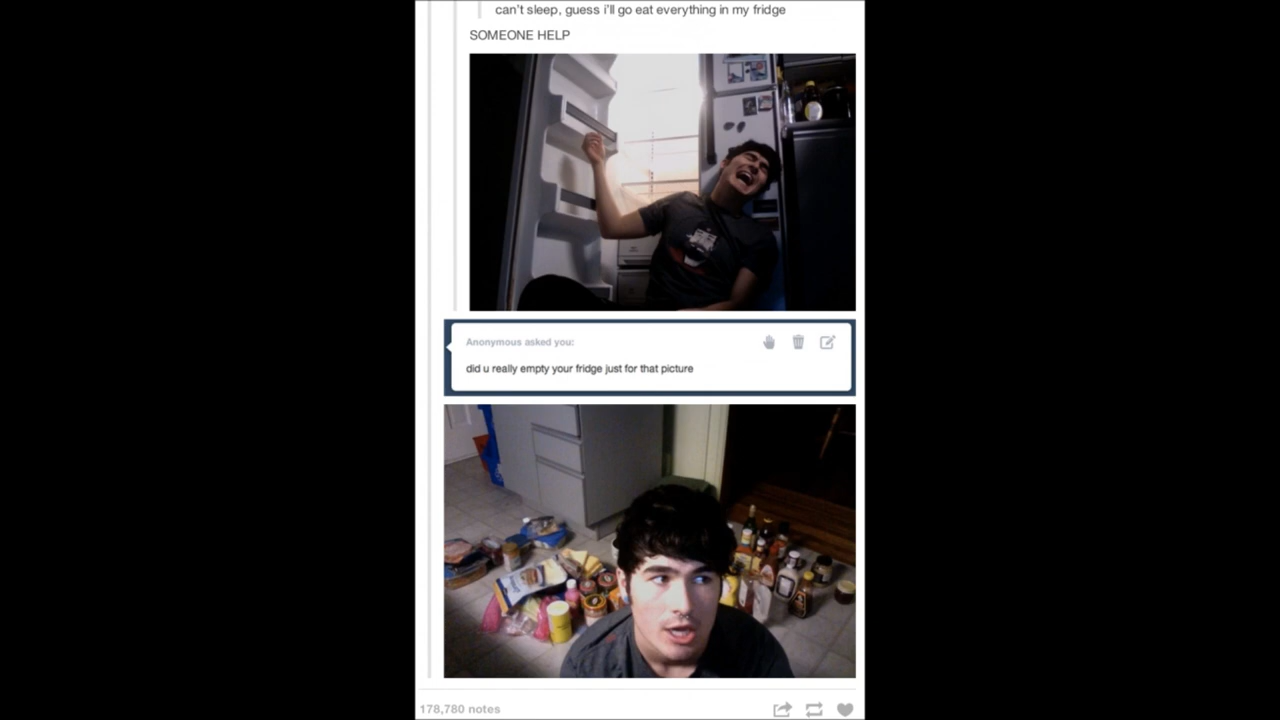 can't sleep, guess i'll go eat everything in my fridge
SOMEONE HELP
Anonymous asked you:
did u really empty your fridge just for that picture
178,780 notes